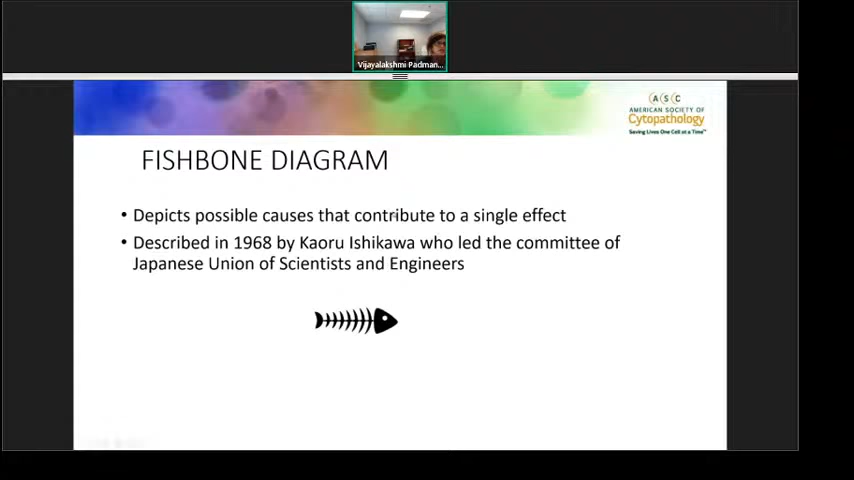 Vijayalakshmi Padman...
ASC
AMERICAN SOCIETY OF
Cytopathology
Saving Lives One Cell at a Time™
FISHBONE DIAGRAM
• Depicts possible causes that contribute to a single effect
• Described in 1968 by Kaoru Ishikawa who led the committee of
Japanese Union of Scientists and Engineers